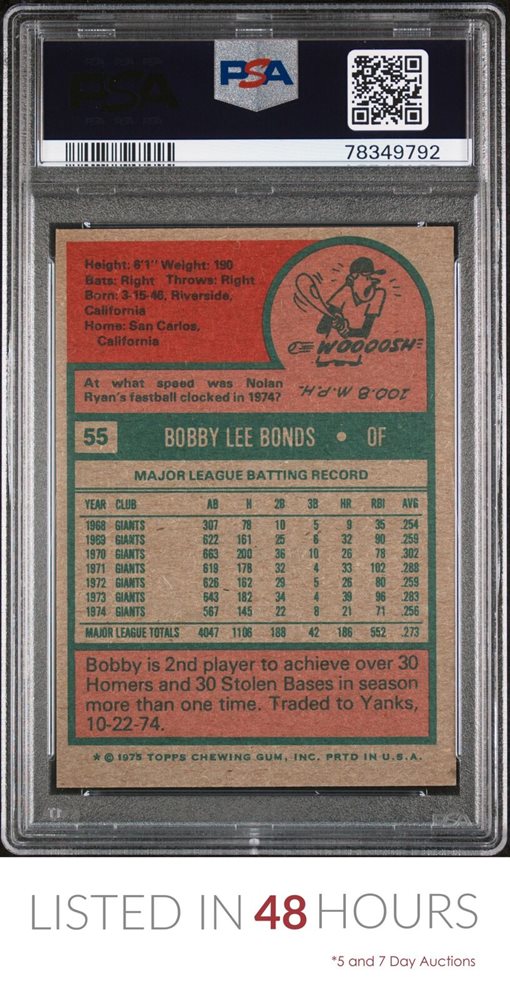 PSA
PSA
78349792
Height: 6'1" Weight: 190
Bats: Right Throws: Right
Born: 3-15-46, Riverside,
California
Home: San Carlos,
California
WOOOOSH
At what speed was Nolan
Ryan's fastball clocked in 1974?
100.8 M.P.H.
55 BOBBY LEE BONDS • OF
MAJOR LEAGUE BATTING RECORD
YEAR CLUB AB H 2B 3B HR RBI AVG
1968 GIANTS 307 78 10 5 9 35 .254
1969 GIANTS 622 161 25 6 32 90 .259
1970 GIANTS 663 200 36 10 26 78 .302
1971 GIANTS 619 178 32 4 33 102 .288
1972 GIANTS 626 162 29 5 26 80 .259
1973 GIANTS 643 182 34 4 39 96 .283
1974 GIANTS 567 145 22 8 21 71 .256
MAJOR LEAGUE TOTALS 4047 1106 188 42 186 552 .273
Bobby is 2nd player to achieve over 30
Homers and 30 Stolen Bases in season
more than one time. Traded to Yanks,
10-22-74.
* © 1975 TOPPS CHEWING GUM, INC. PRTD IN U.S.A.
PSA
LISTED IN 48 HOURS
*5 and 7 Day Auctions